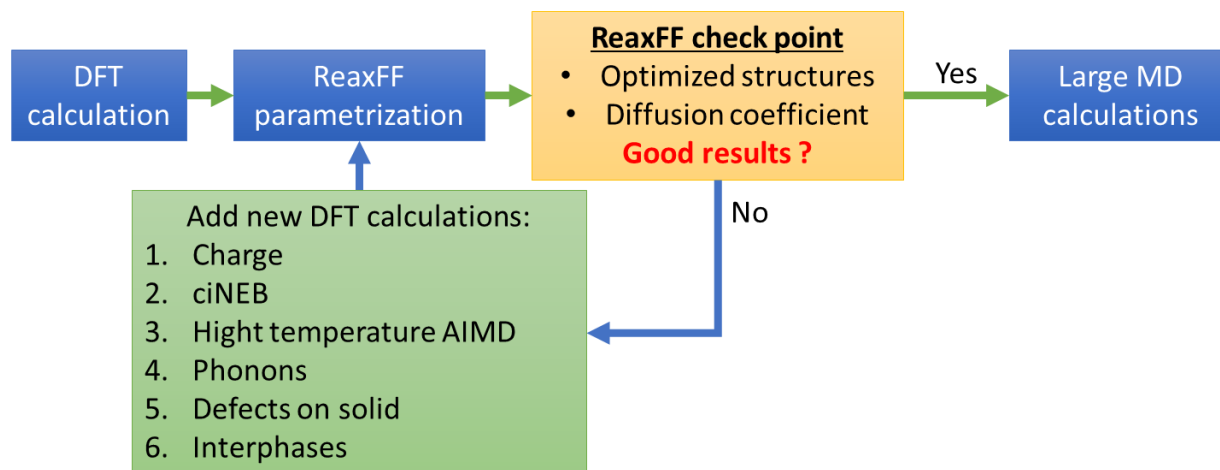 DFT
calculation
ReaxFF
parametrization
ReaxFF check point
• Optimized structures
• Diffusion coefficient
Good results ?
Yes
Large MD
calculations
No
Add new DFT calculations:
1. Charge
2. ciNEB
3. Hight temperature AIMD
4. Phonons
5. Defects on solid
6. Interphases